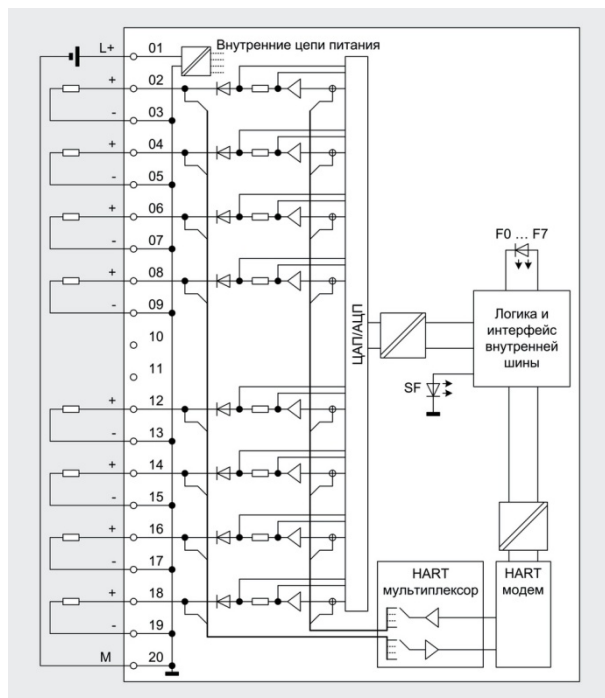 L+ 01 Внутренние цепи питания
+ 02
- 03
+ 04
- 05
+ 06
- 07
+ 08
- 09
10
11
+ 12
- 13
+ 14
- 15
+ 16
- 17
+ 18
- 19
M 20
ЦАП/АЦП
F0 ... F7
Логика и
интерфейс
внутренней
шины
SF
HART
мультиплексор
HART
модем